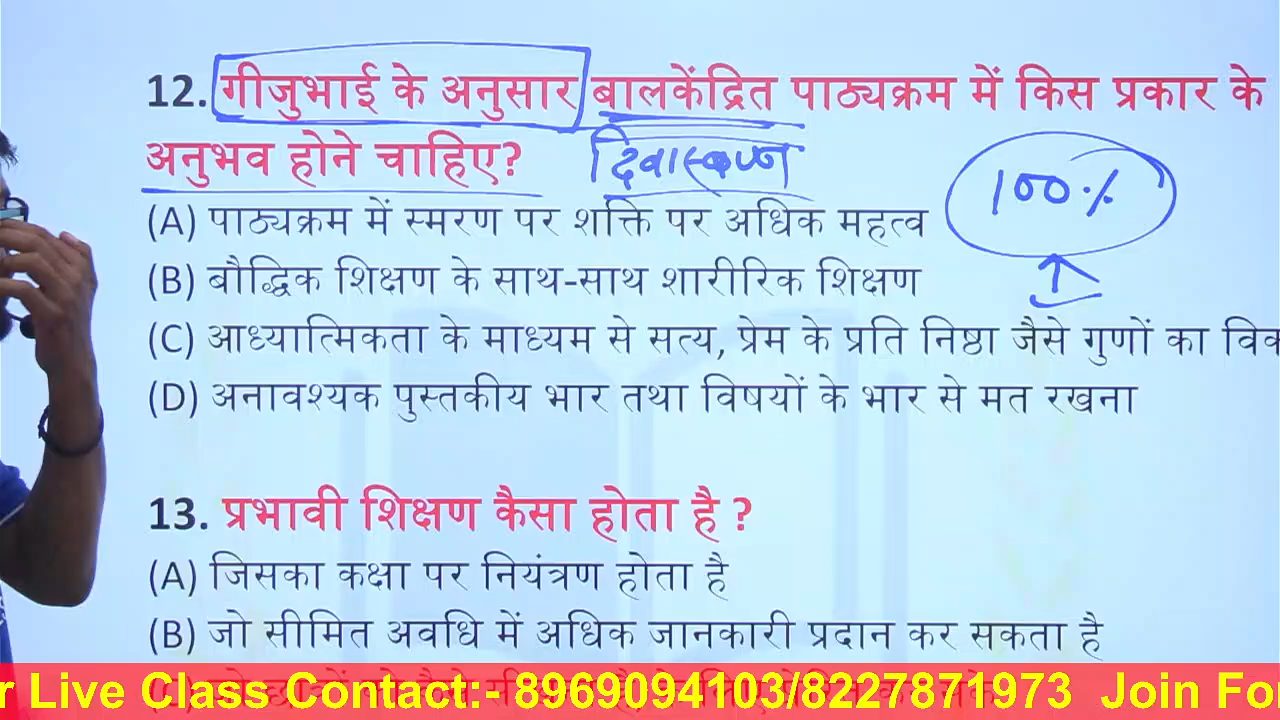 12. गीजुभाई के अनुसार बालकेंद्रित पाठ्यक्रम में किस प्रकार के
अनुभव होने चाहिए?
दिवास्वप्न
100%
(A) पाठ्यक्रम में स्मरण पर शक्ति पर अधिक महत्व
(B) बौद्धिक शिक्षण के साथ-साथ शारीरिक शिक्षण
(C) आध्यात्मिकता के माध्यम से सत्य, प्रेम के प्रति निष्ठा जैसे गुणों का
(D) अनावश्यक पुस्तकीय भार तथा विषयों के भार से मत रखना
13. प्रभावी शिक्षण कैसा होता है ?
(A) जिसका कक्षा पर नियंत्रण होता है
(B) जो सीमित अवधि में अधिक जानकारी प्रदान कर सकता है
r Live Class Contact:- 8969094103/8227871973 Join For